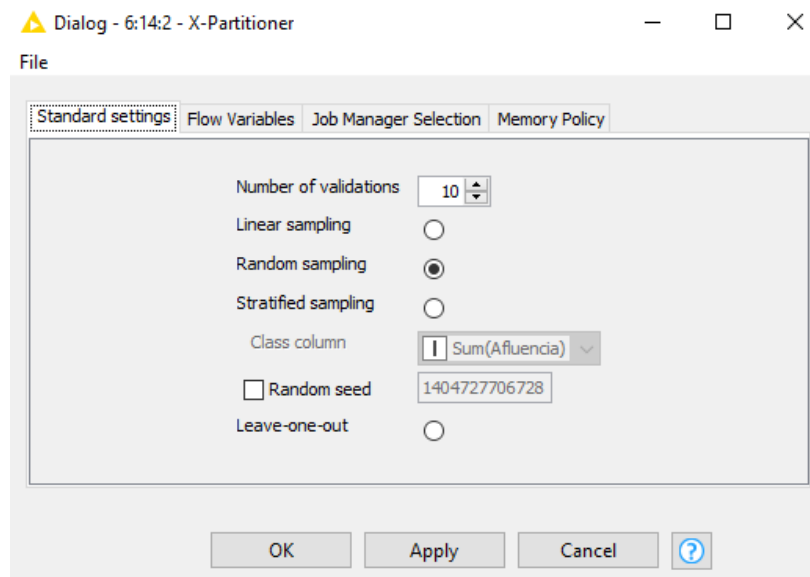 Dialog - 6:14:2 - X-Partitioner
File
Standard settings Flow Variables Job Manager Selection Memory Policy
Number of validations 10
Linear sampling
Random sampling
Stratified sampling
Class column I Sum(Afluencia)
Random seed 1404727706728
Leave-one-out
OK Apply Cancel ?